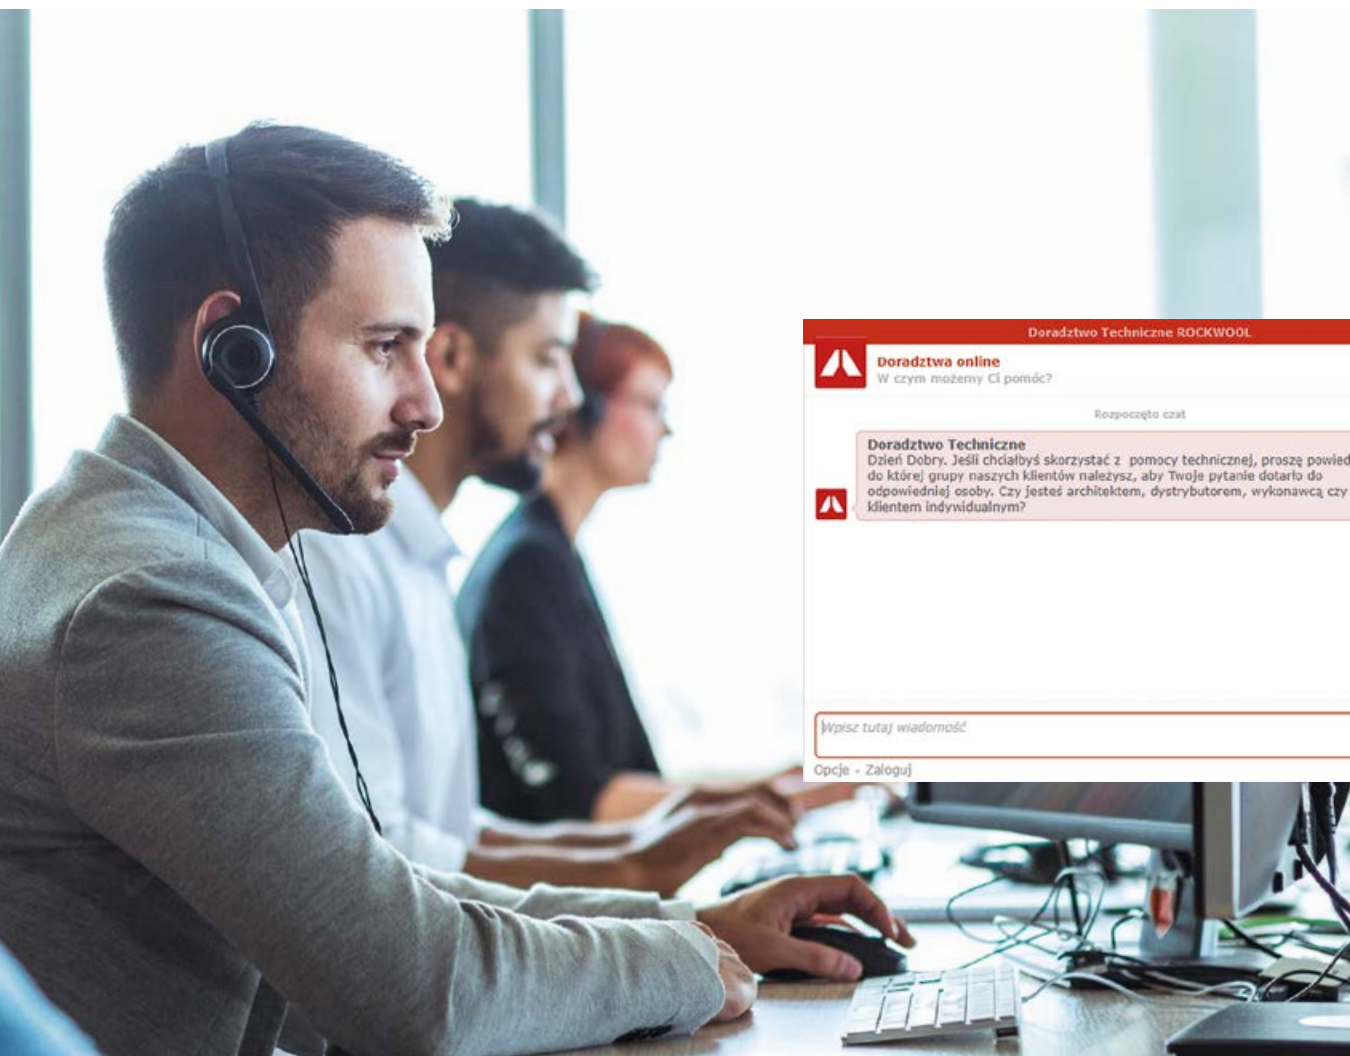 Doradztwo Techniczne ROCKWOOL
Doradztwa online
W czym możemy Ci pomóc?
Rozpoczęto czat
Doradztwo Techniczne
Dzień Dobry. Jeśli chciałbyś skorzystać z pomocy technicznej, proszę powied
do której grupy naszych klientów należysz, aby Twoje pytanie dotarło do
odpowiedniej osoby. Czy jesteś architektem, dystrybutorem, wykonawcą czy
klientem indywidualnym?
Wpisz tutaj wiadomość
Opcje - Zaloguj